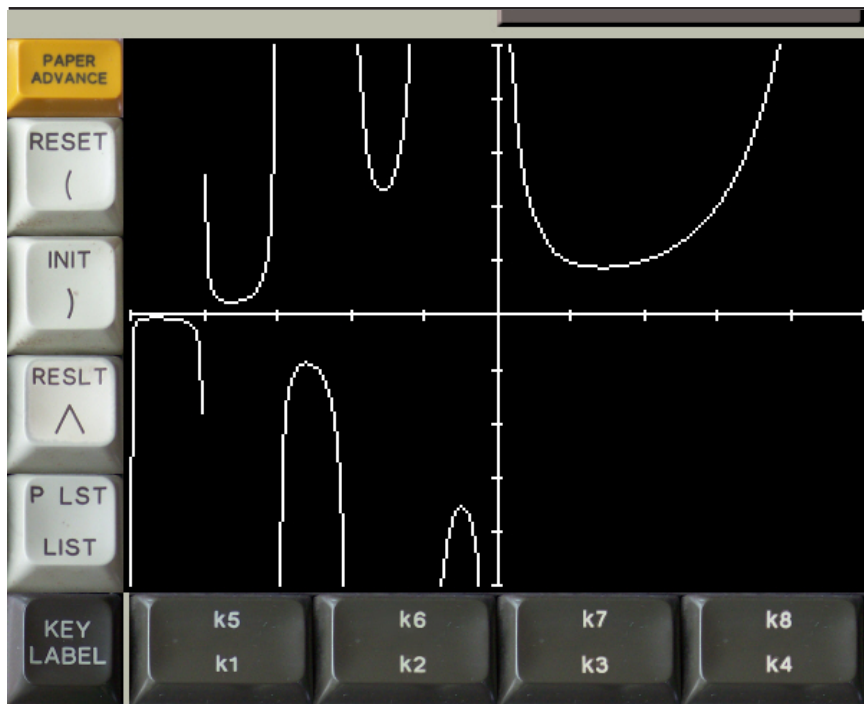 PAPER
ADVANCE
RESET
(
INIT
)
RESLT
∧
P LST
LIST
KEY
LABEL
k5
k1
k6
k2
k7
k3
k8
k4